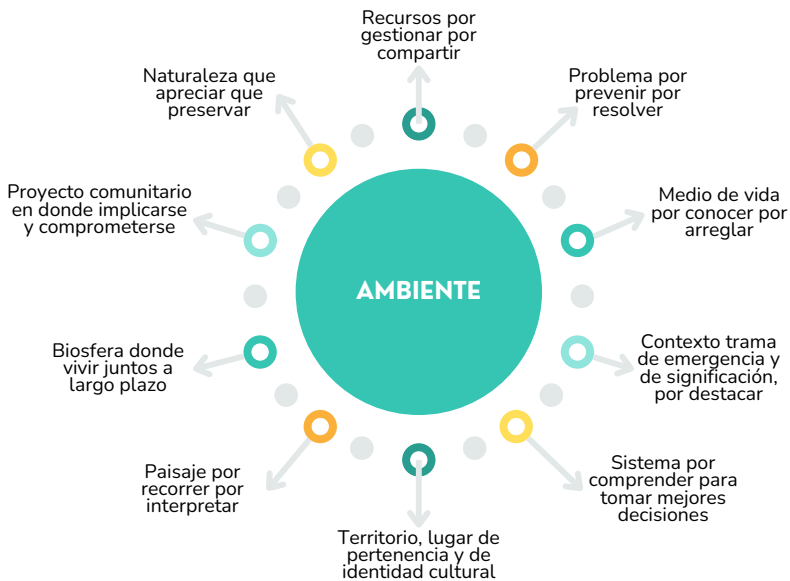 Recursos por
gestionar por
compartir
Problema por
prevenir por
resolver
Medio de vida
por conocer por
arreglar
Contexto trama
de emergencia y
de significación,
por destacar
Sistema por
comprender para
tomar mejores
decisiones
Territorio, lugar de
pertenencia y de
identidad cultural
Paisaje por
recorrer por
interpretar
Biosfera donde
vivir juntos a
largo plazo
Proyecto comunitario
en donde implicarse
y comprometerse
Naturaleza que
apreciar que
preservar
AMBIENTE